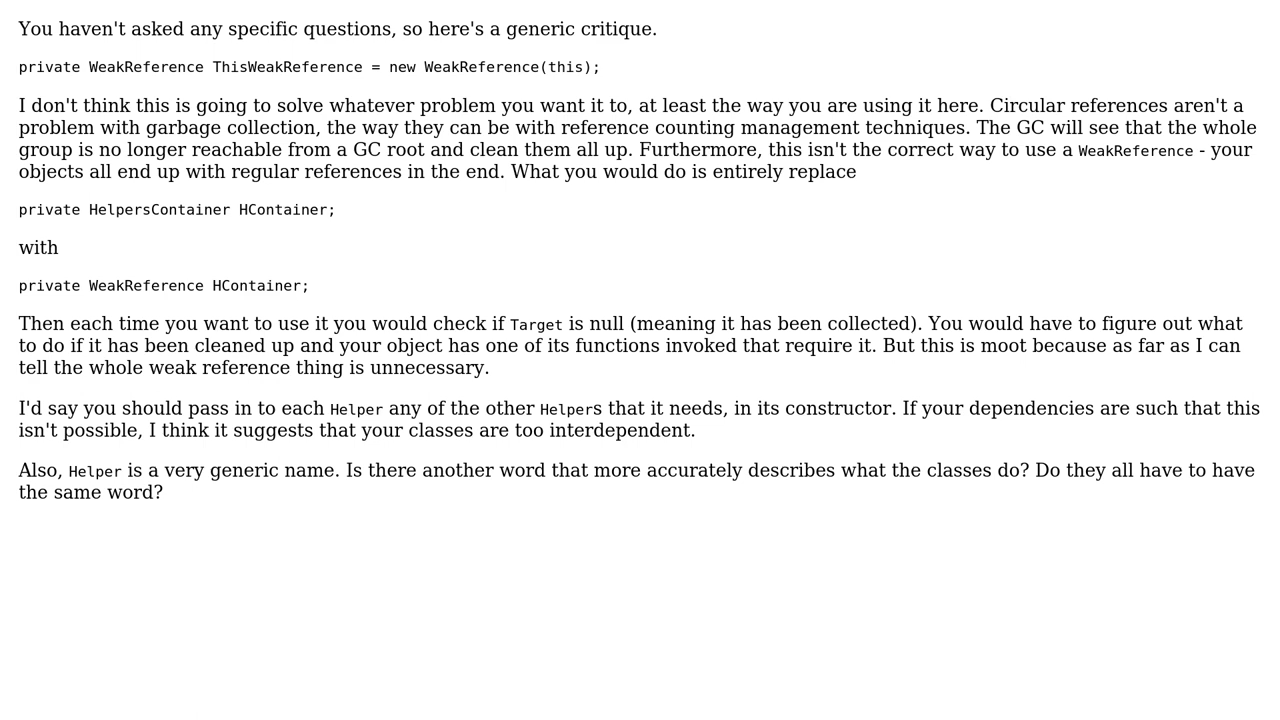 You haven't asked any specific questions, so here's a generic critique.
private WeakReference ThisWeakReference = new WeakReference(this);
I don't think this is going to solve whatever problem you want it to, at least the way you are using it here. Circular references aren't a
problem with garbage collection, the way they can be with reference counting management techniques. The GC will see that the whole
group is no longer reachable from a GC root and clean them all up. Furthermore, this isn't the correct way to use a WeakReference - your
objects all end up with regular references in the end. What you would do is entirely replace
private HelpersContainer HContainer;
with
private WeakReference HContainer;
Then each time you want to use it you would check if Target is null (meaning it has been collected). You would have to figure out what
to do if it has been cleaned up and your object has one of its functions invoked that require it. But this is moot because as far as I can
tell the whole weak reference thing is unnecessary.
I'd say you should pass in to each Helper any of the other Helpers that it needs, in its constructor. If your dependencies are such that this
isn't possible, I think it suggests that your classes are too interdependent.
Also, Helper is a very generic name. Is there another word that more accurately describes what the classes do? Do they all have to have
the same word?